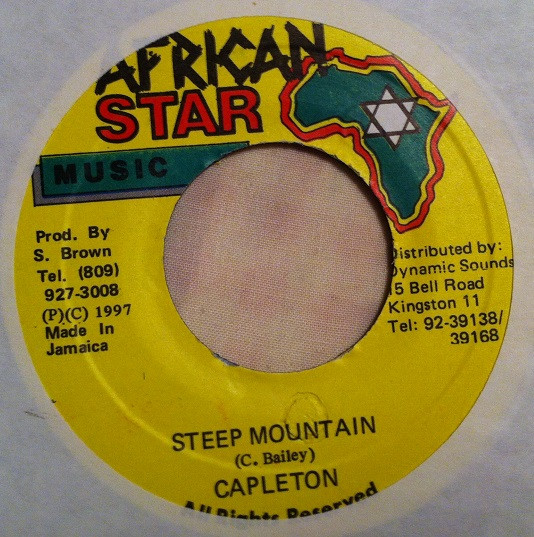 AFRICAN
STAR
MUSIC
Prod. By
S. Brown
Tel. (809)
927-3008
(P)(C) 1997
Made In
Jamaica
Distributed by:
Dynamic Sounds
15 Bell Road
Kingston 11
Tel: 92-39138/
39168
STEEP MOUNTAIN
(C. Bailey)
CAPLETON
All Rights Reserved